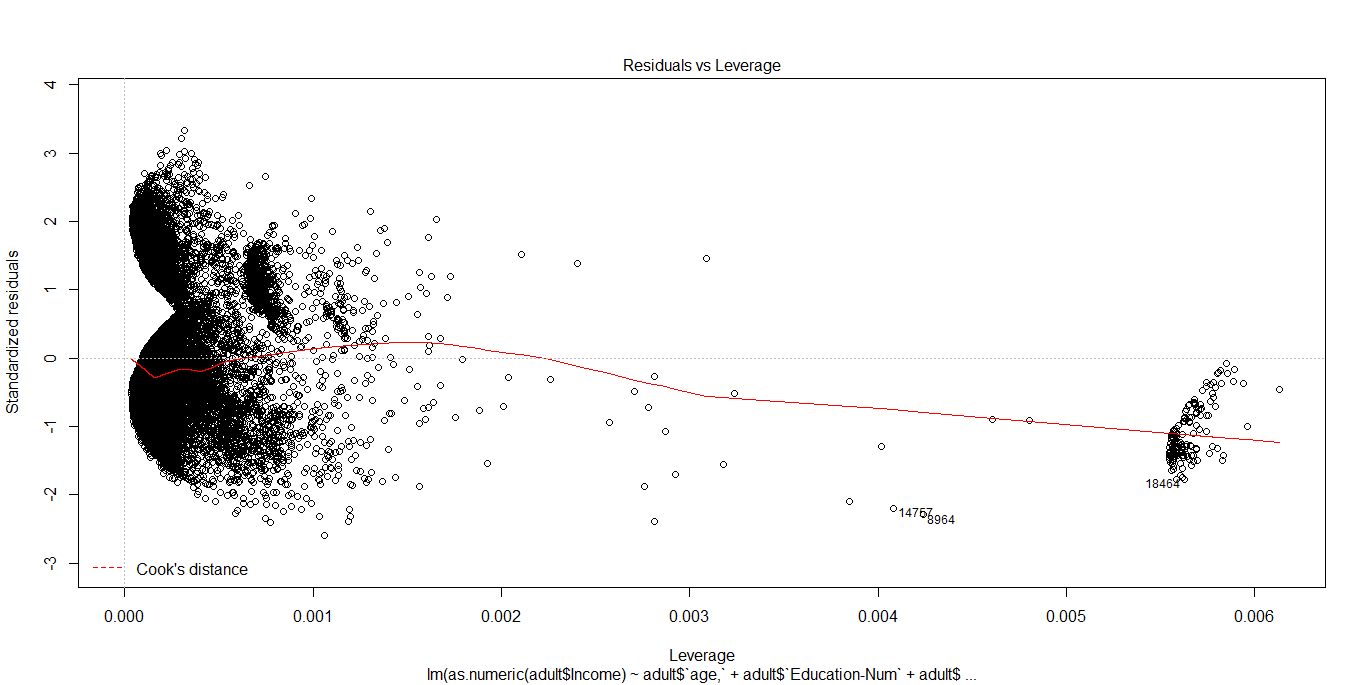 Residuals vs Leverage
4
3
2
1
0
-1
-2
-3
Standardized residuals
18464
14757
8964
Cook's distance
0.000 0.001 0.002 0.003 0.004 0.005 0.006
Leverage
lm(as.numeric(adult$Income) ~ adult$`age,` + adult$`Education-Num` + adult$ ...